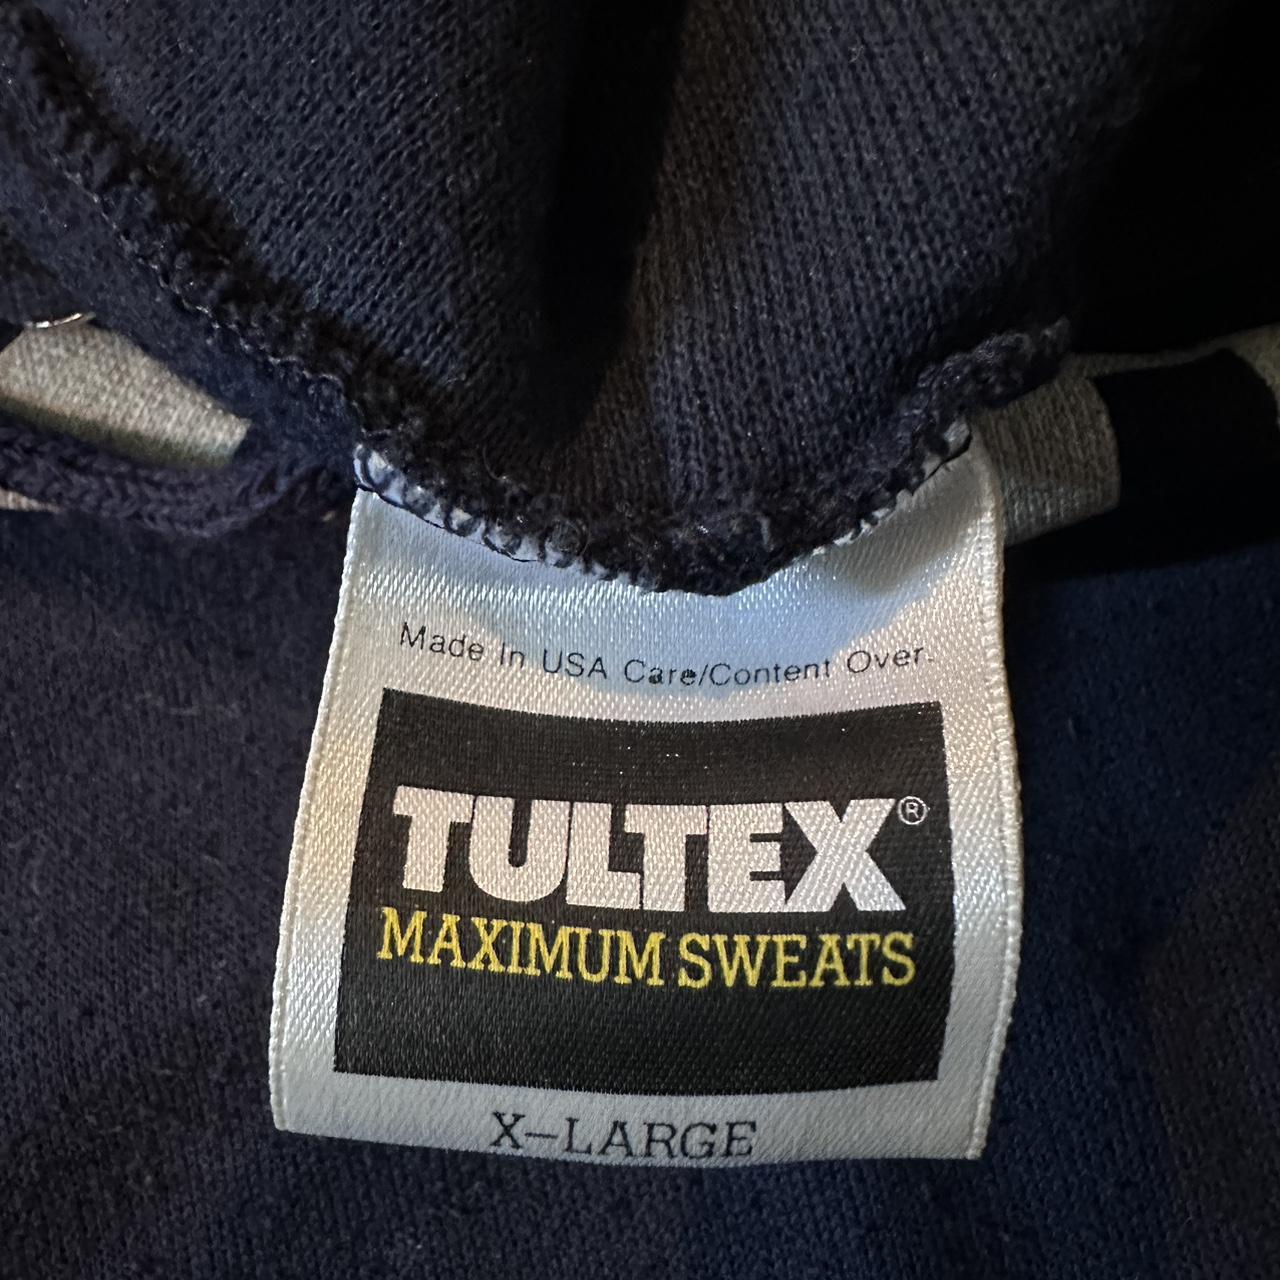 Made In USA Care/Content Over.
TULTEX®
MAXIMUM SWEATS
X-LARGE